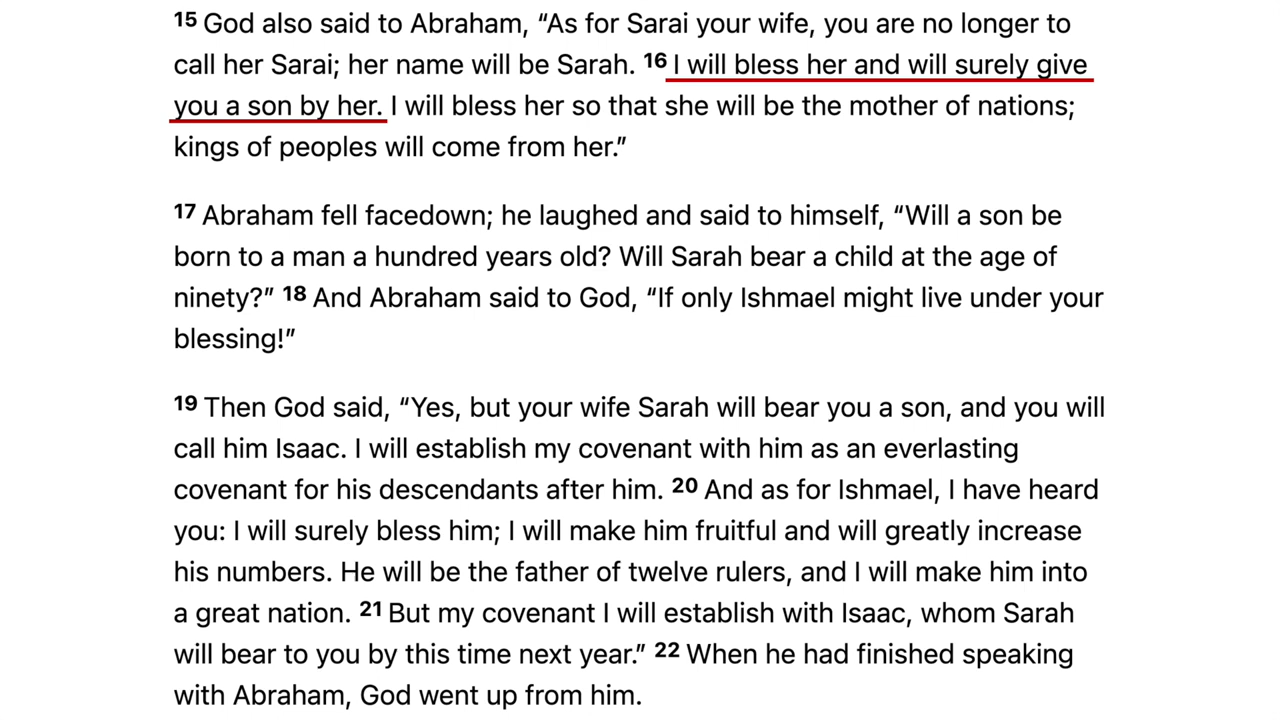 15 God also said to Abraham, “As for Sarai your wife, you are no longer to
call her Sarai; her name will be Sarah. 16 I will bless her and will surely give
you a son by her. I will bless her so that she will be the mother of nations;
kings of peoples will come from her.”
17 Abraham fell facedown; he laughed and said to himself, “Will a son be
born to a man a hundred years old? Will Sarah bear a child at the age of
ninety?” 18 And Abraham said to God, “If only Ishmael might live under your
blessing!”
19 Then God said, “Yes, but your wife Sarah will bear you a son, and you will
call him Isaac. I will establish my covenant with him as an everlasting
covenant for his descendants after him. 20 And as for Ishmael, I have heard
you: I will surely bless him; I will make him fruitful and will greatly increase
his numbers. He will be the father of twelve rulers, and I will make him into
a great nation. 21 But my covenant I will establish with Isaac, whom Sarah
will bear to you by this time next year.” 22 When he had finished speaking
with Abraham, God went up from him.